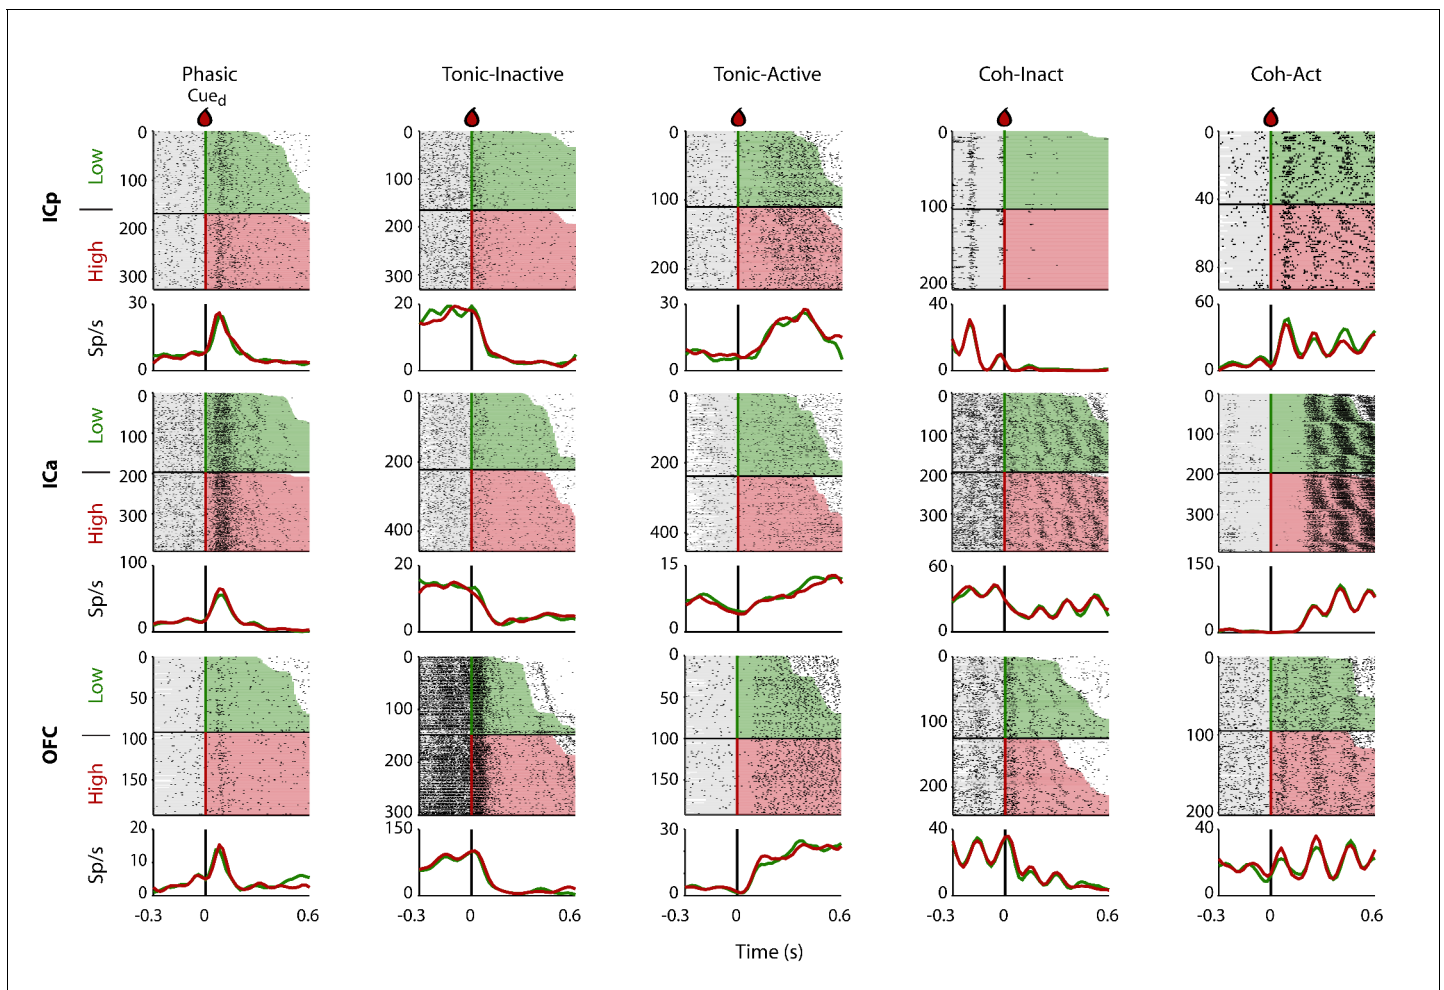 Phasic Tonic-Inactive Tonic-Active Coh-Inact Coh-Act
Cued
ICp
Low
High
0 100 200 300
0 100 200 300
0 100 200
0 100 200
0 40 80
Sp/s
30 0
20 0
30 0
40 0
60 0
ICa
Low
High
0 100 200 300
0 200 400
0 200 400
0 100 200 300
0 100 200 300
Sp/s
100 0
20 0
15 0
60 0
150 0
OFC
Low
High
0 50 100 150
0 100 200 300
0 50 100 150
0 100 200
0 100 200
Sp/s
20 10 0
150 0
30 0
40 0
40 0
-0.3 0 0.6 -0.3 0 0.6 -0.3 0 0.6 -0.3 0 0.6 -0.3 0 0.6
Time (s)